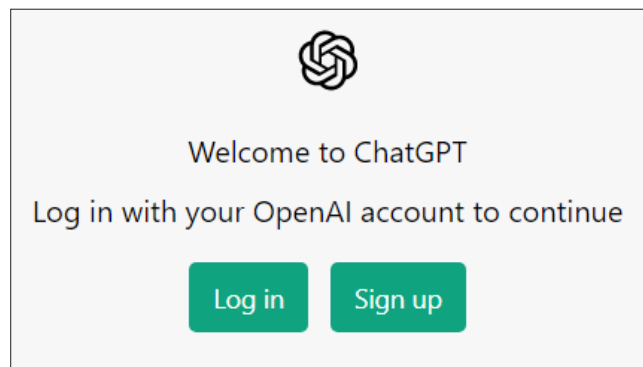 Welcome to ChatGPT
Log in with your OpenAI account to continue
Log in Sign up